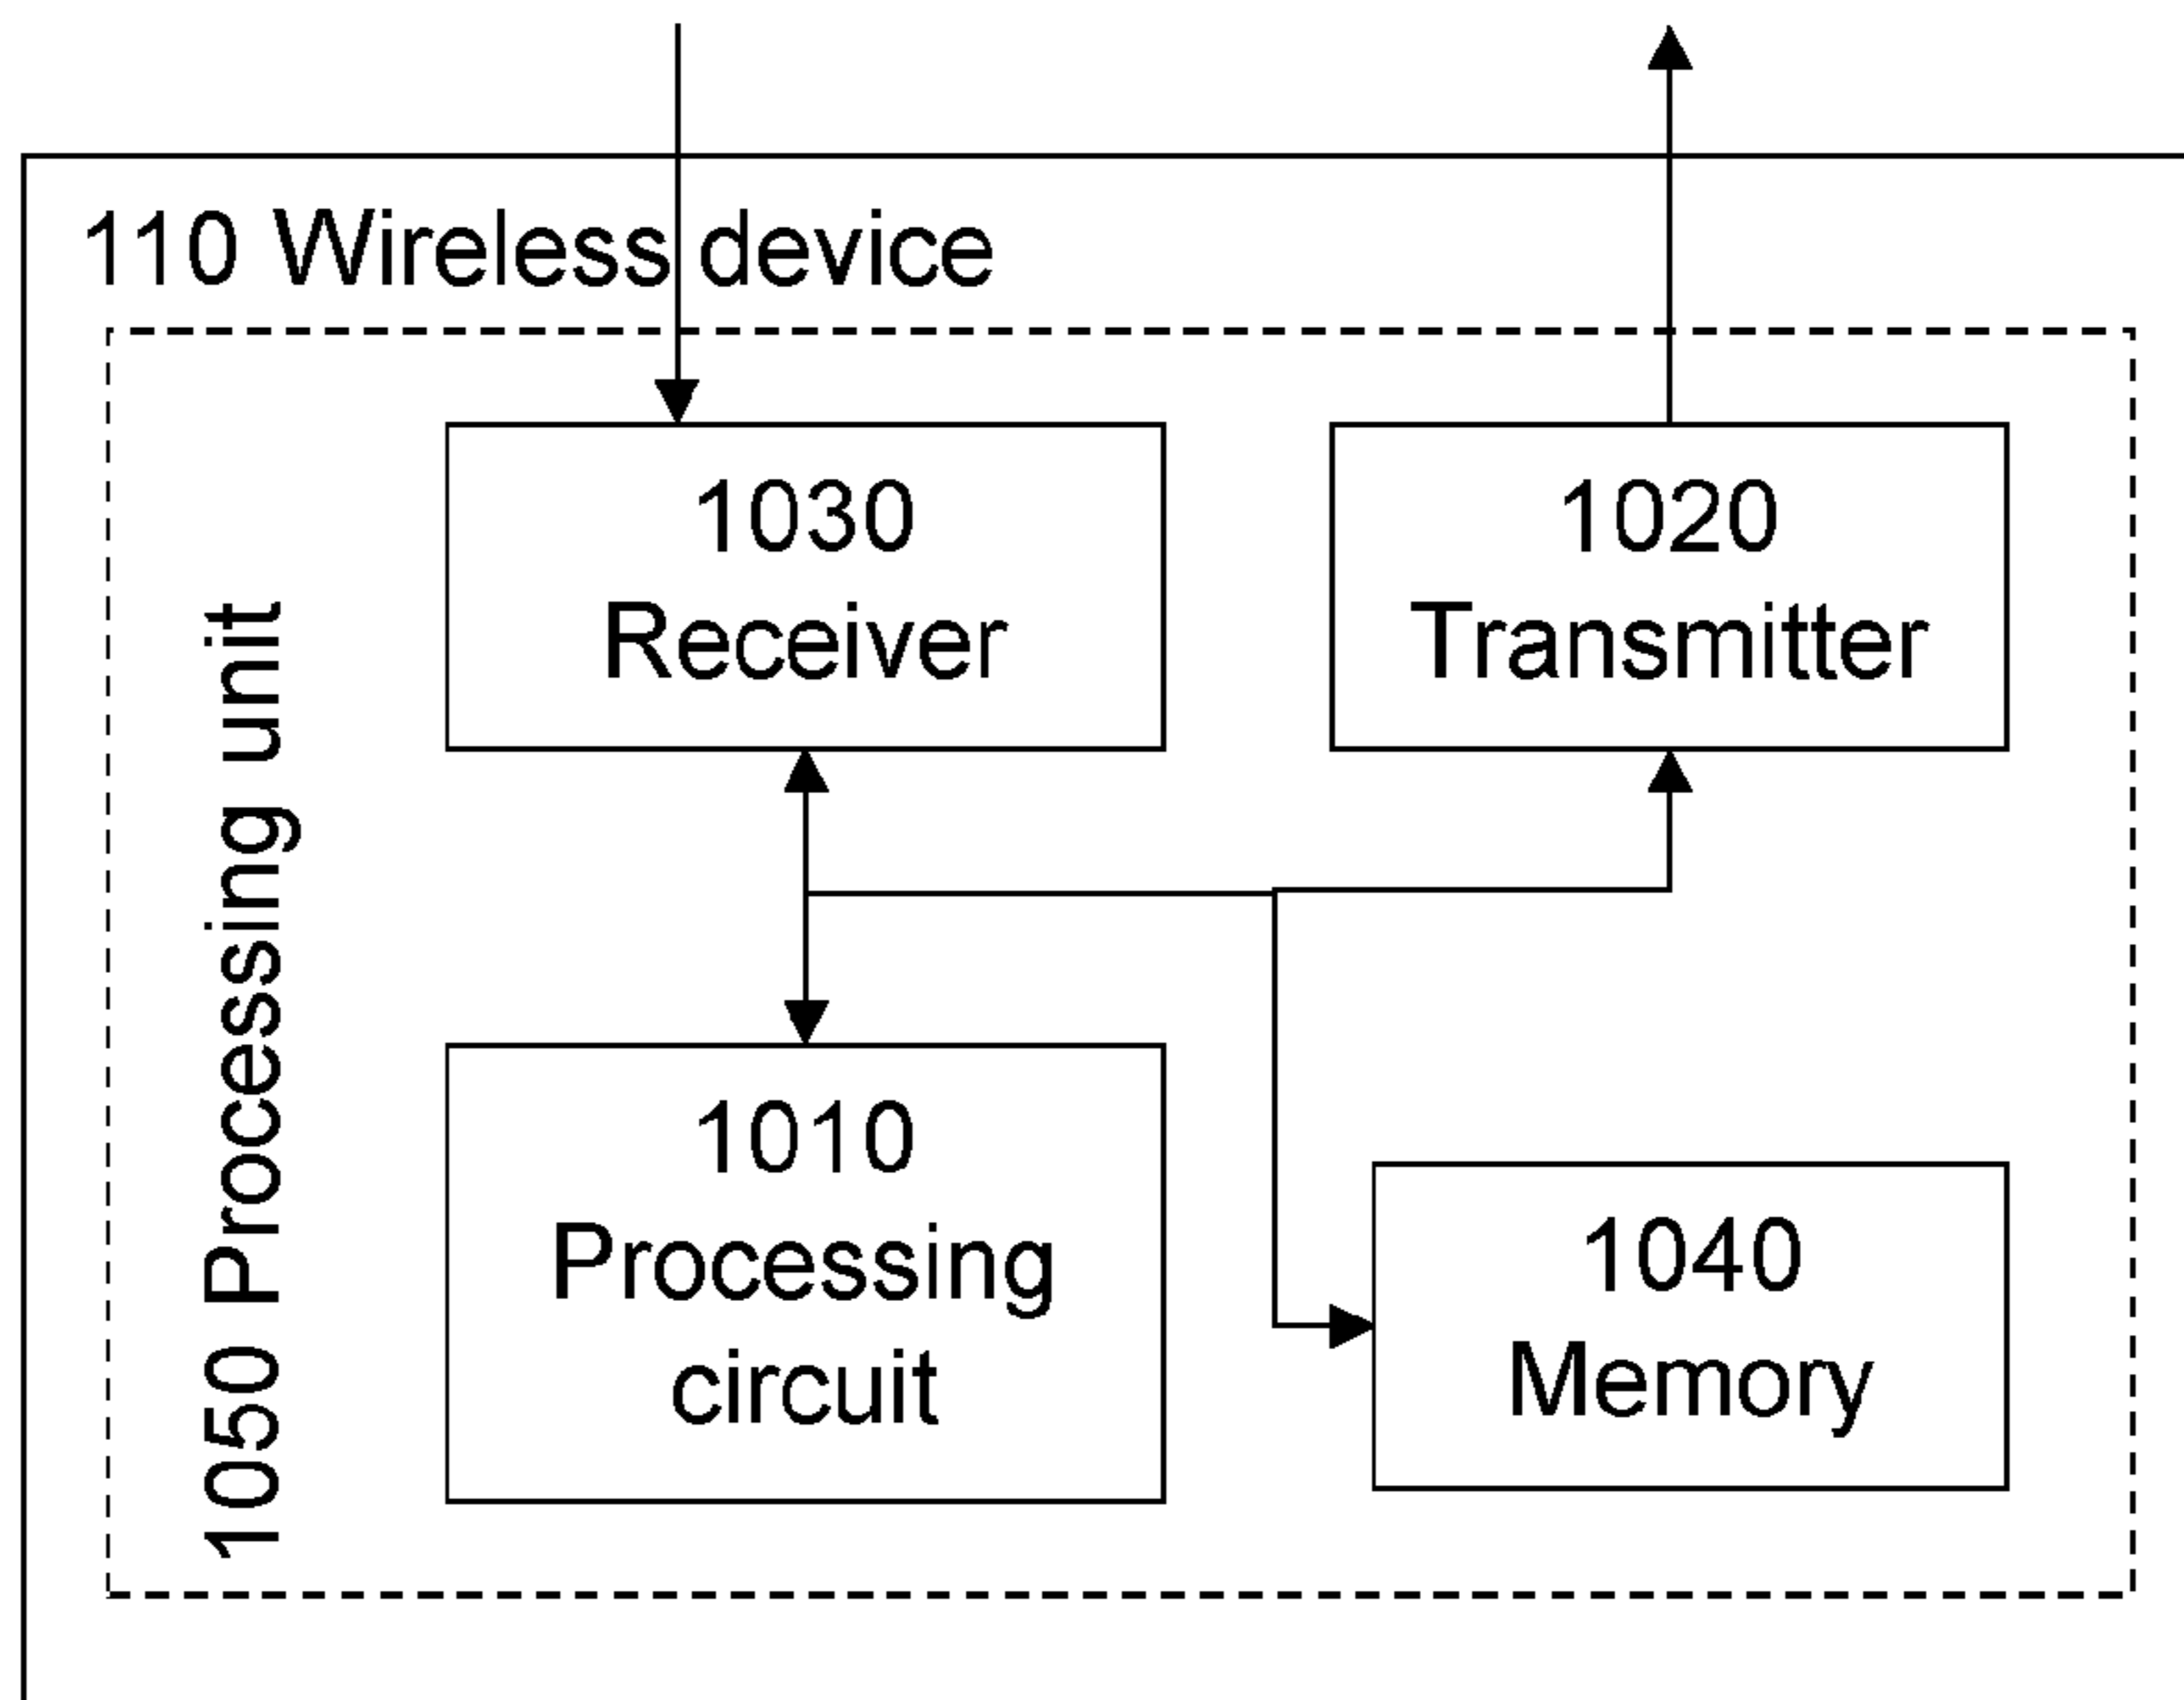 110 Wireless device
1050 Processing unit
1030
Receiver
1020
Transmitter
1010
Processing
circuit
1040
Memory